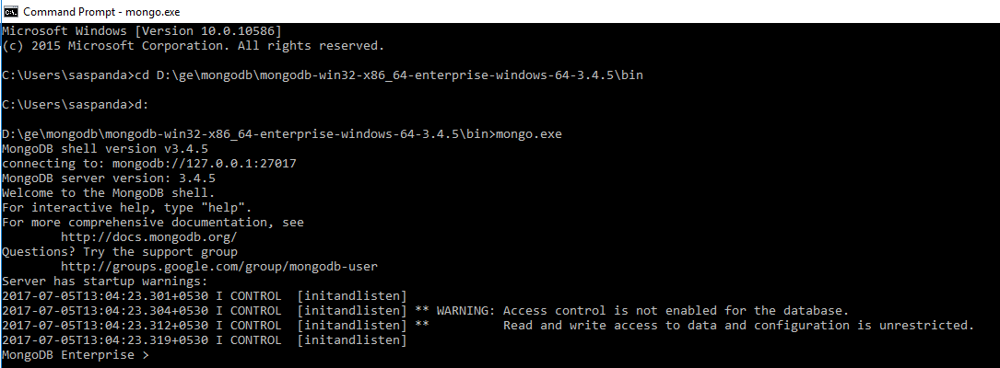 Command Prompt - mongo.exe
Microsoft Windows [Version 10.0.10586]
(c) 2015 Microsoft Corporation. All rights reserved.
C:\Users\saspanda>cd D:\ge\mongodb\mongodb-win32-x86_64-enterprise-windows-64-3.4.5\bin
C:\Users\saspanda>d:
D:\ge\mongodb\mongodb-win32-x86_64-enterprise-windows-64-3.4.5\bin>mongo.exe
MongoDB shell version v3.4.5
connecting to: mongodb://127.0.0.1:27017
MongoDB server version: 3.4.5
Welcome to the MongoDB shell.
For interactive help, type "help".
For more comprehensive documentation, see
        http://docs.mongodb.org/
Questions? Try the support group
        http://groups.google.com/group/mongodb-user
Server has startup warnings:
2017-07-05T13:04:23.301+0530 I CONTROL  [initandlisten]
2017-07-05T13:04:23.304+0530 I CONTROL  [initandlisten] ** WARNING: Access control is not enabled for the database.
2017-07-05T13:04:23.312+0530 I CONTROL  [initandlisten] **          Read and write access to data and configuration is unrestricted.
2017-07-05T13:04:23.319+0530 I CONTROL  [initandlisten]
MongoDB Enterprise >